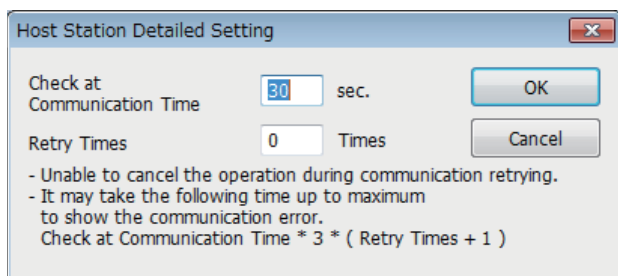 Host Station Detailed Setting
Check at
Communication Time
30 sec.
OK
Retry Times
0 Times
Cancel
- Unable to cancel the operation during communication retrying.
- It may take the following time up to maximum
to show the communication error.
Check at Communication Time * 3 * ( Retry Times + 1 )